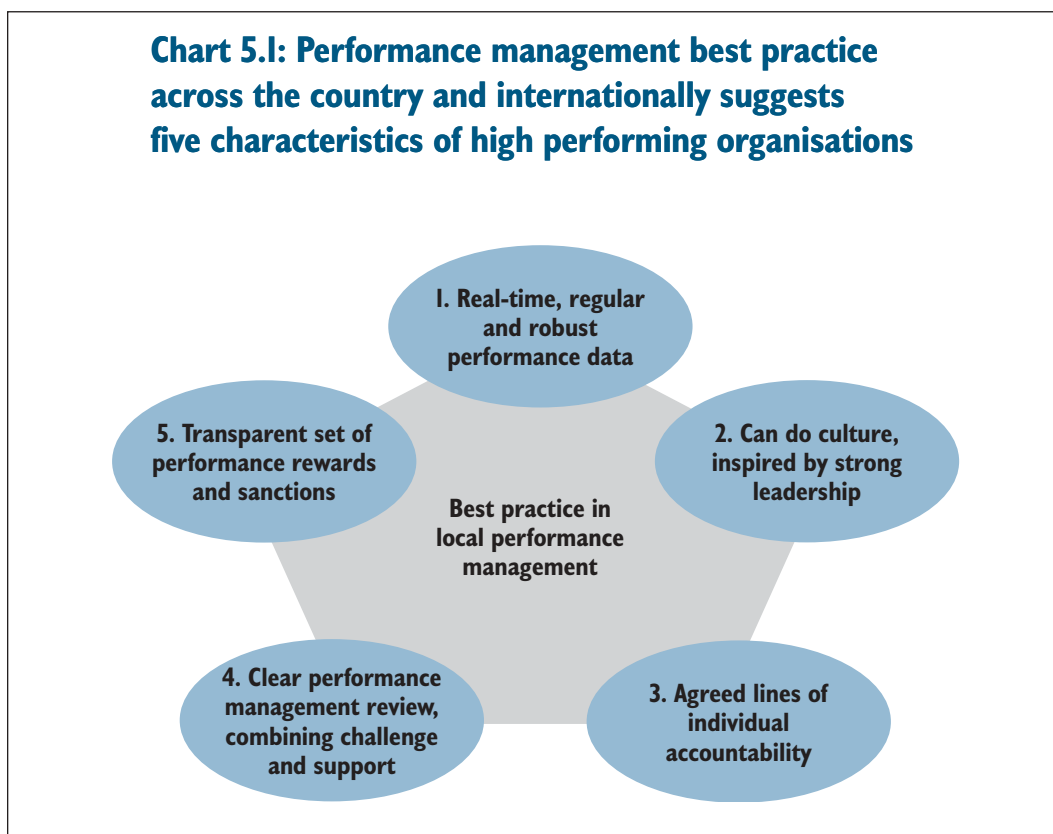 Chart 5.1: Performance management best practice
across the country and internationally suggests
five characteristics of high performing organisations
1. Real-time, regular
and robust
performance data
2. Can do culture,
inspired by strong
leadership
3. Agreed lines of
individual
accountability
4. Clear performance
management review,
combining challenge
and support
5. Transparent set of
performance rewards
and sanctions
Best practice in
local performance
management